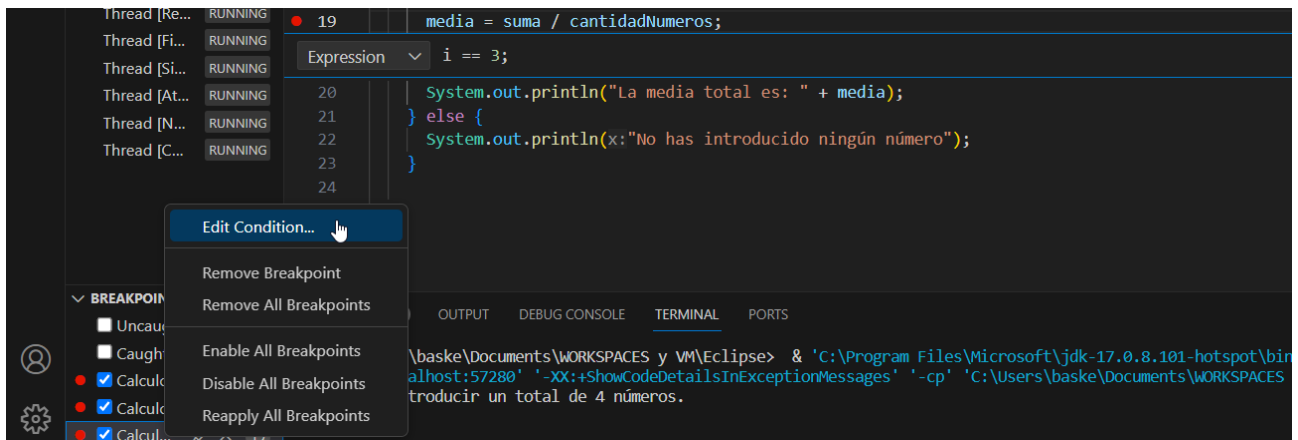 Thread [Re... RUNNING
Thread [Fi... RUNNING
Thread [Si... RUNNING
Thread [At... RUNNING
Thread [N... RUNNING
Thread [C... RUNNING
19 media = suma / cantidadNumeros;
Expression i == 3;
20 System.out.println("La media total es: " + media);
21 } else {
22 System.out.println(x:"No has introducido ningún número");
23 }
24
Edit Condition...
Remove Breakpoint
Remove All Breakpoints
Enable All Breakpoints
Disable All Breakpoints
Reapply All Breakpoints
BREAKPOIN
Uncau
Caugh
Calculc
Calculc
Calcul...
OUTPUT DEBUG CONSOLE TERMINAL PORTS
\baske\Documents\WORKSPACES y VM\Eclipse> & 'C:\Program Files\Microsoft\jdk-17.0.8.101-hotspot\bin
alhost:57280' '-XX:+ShowCodeDetailsInExceptionMessages' '-cp' 'C:\Users\baske\Documents\WORKSPACES
troducir un total de 4 números.